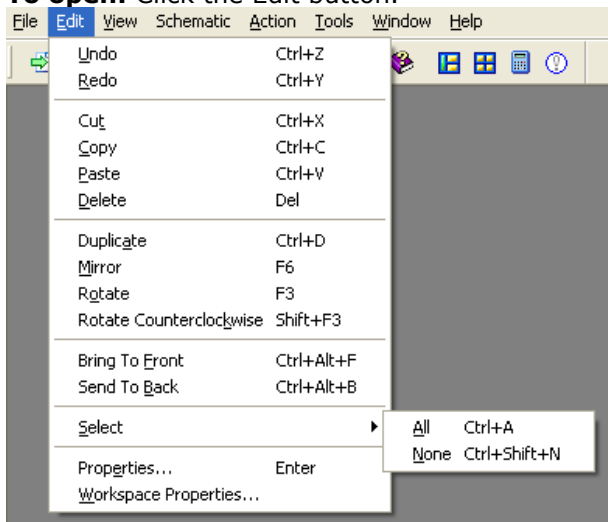 To open: Click the Edit button.
File Edit View Schematic Action Tools Window Help
Undo Ctrl+Z
Redo Ctrl+Y
Cut Ctrl+X
Copy Ctrl+C
Paste Ctrl+V
Delete Del
Duplicate Ctrl+D
Mirror F6
Rotate F3
Rotate Counterclockwise Shift+F3
Bring To Front Ctrl+Alt+F
Send To Back Ctrl+Alt+B
Select
All Ctrl+A
None Ctrl+Shift+N
Properties... Enter
Workspace Properties...